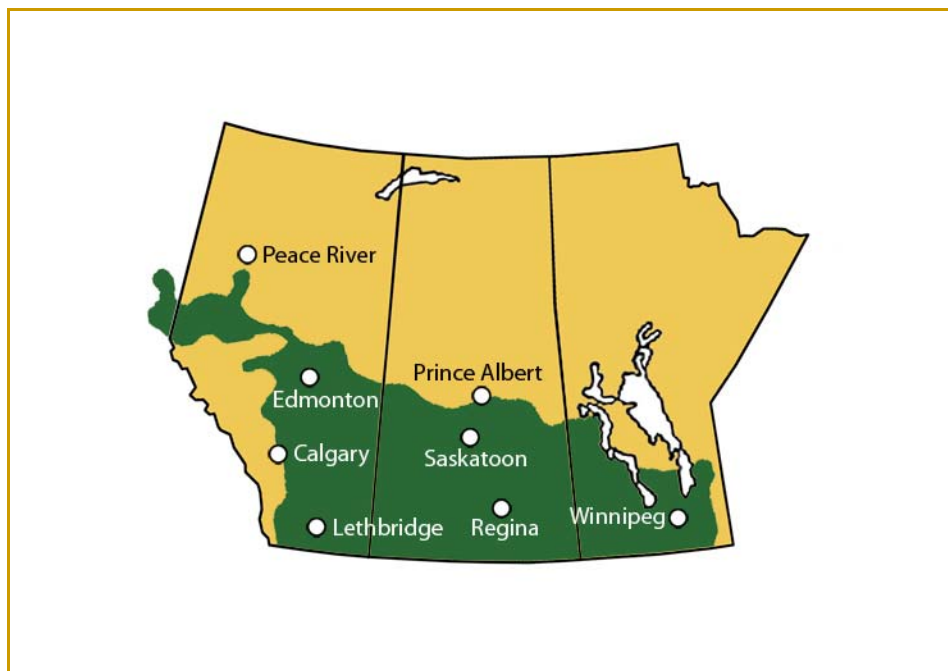 Peace River
Prince Albert
Edmonton
Calgary
Saskatoon
Lethbridge
Regina
Winnipeg